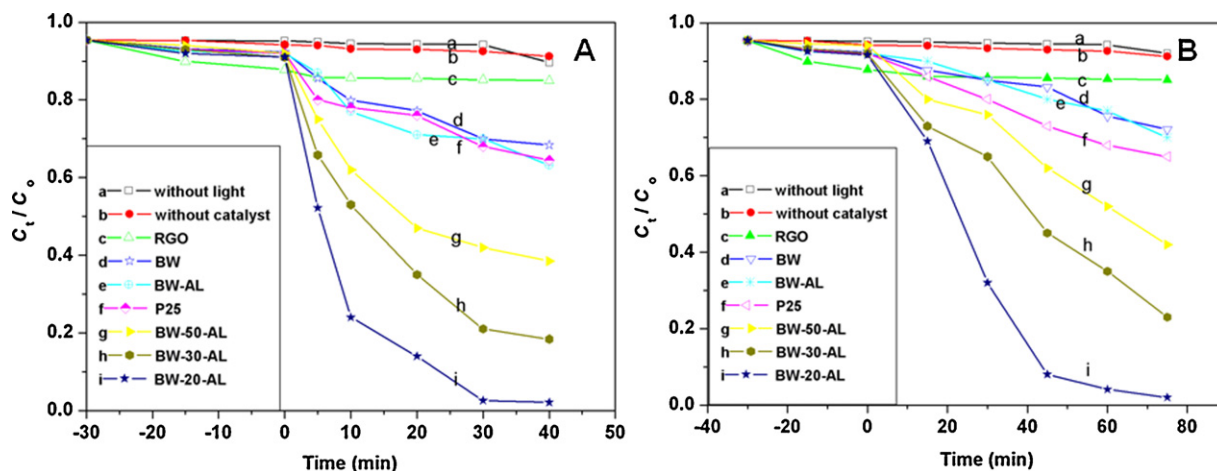 A
1.0
0.8
0.6
0.4
0.2
0.0
Ct / Co
a
b
c
d
e
f
g
h
i
a without light
b without catalyst
c RGO
d BW
e BW-AL
f P25
g BW-50-AL
h BW-30-AL
i BW-20-AL
-30 -20 -10 0 10 20 30 40 50
Time (min)
B
1.0
0.8
0.6
0.4
0.2
0.0
Ct / Co
a
b
c
d
e
f
g
h
i
a without light
b without catalyst
c RGO
d BW
e BW-AL
f P25
g BW-50-AL
h BW-30-AL
i BW-20-AL
-40 -20 0 20 40 60 80
Time (min)